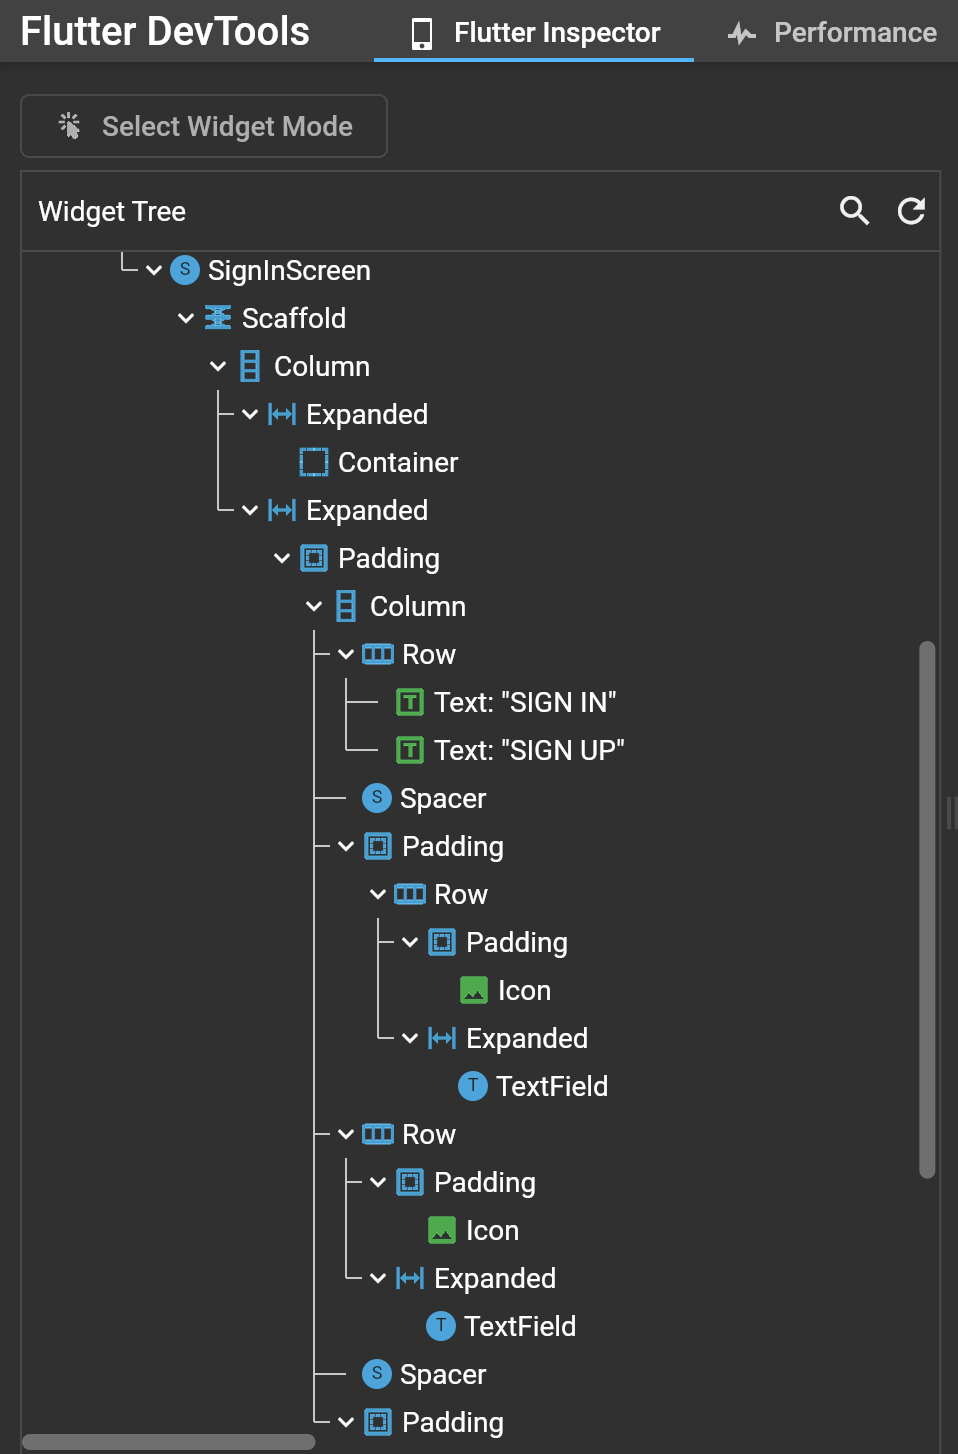 Flutter DevTools Flutter Inspector Performance
Select Widget Mode
Widget Tree
S SignInScreen
Scaffold
Column
Expanded
Container
Expanded
Padding
Column
Row
T Text: "SIGN IN"
T Text: "SIGN UP"
S Spacer
Padding
Row
Padding
Icon
Expanded
T TextField
Row
Padding
Icon
Expanded
T TextField
S Spacer
Padding